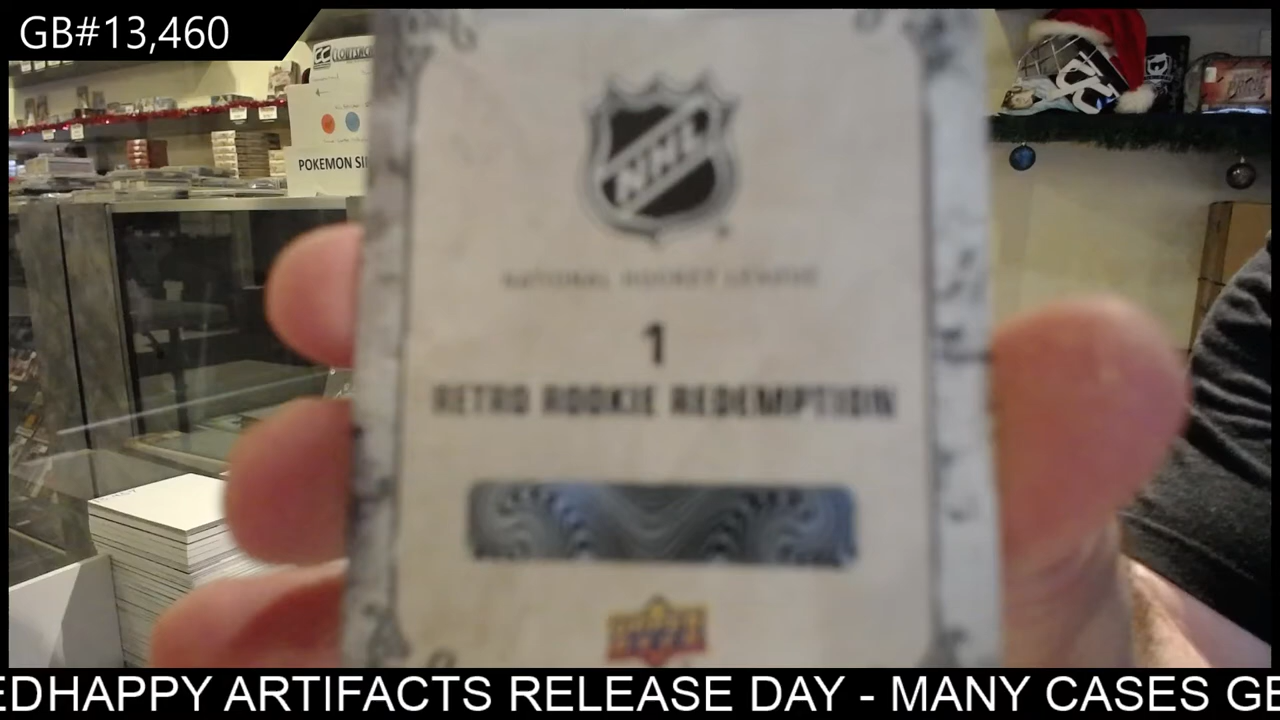 GB#13,460
POKEMON SI
NHL
NATIONAL HOCKEY LEAGUE
1
RETRO ROOKIE REDEMPTION
EDHAPPY ARTIFACTS RELEASE DAY - MANY CASES GE